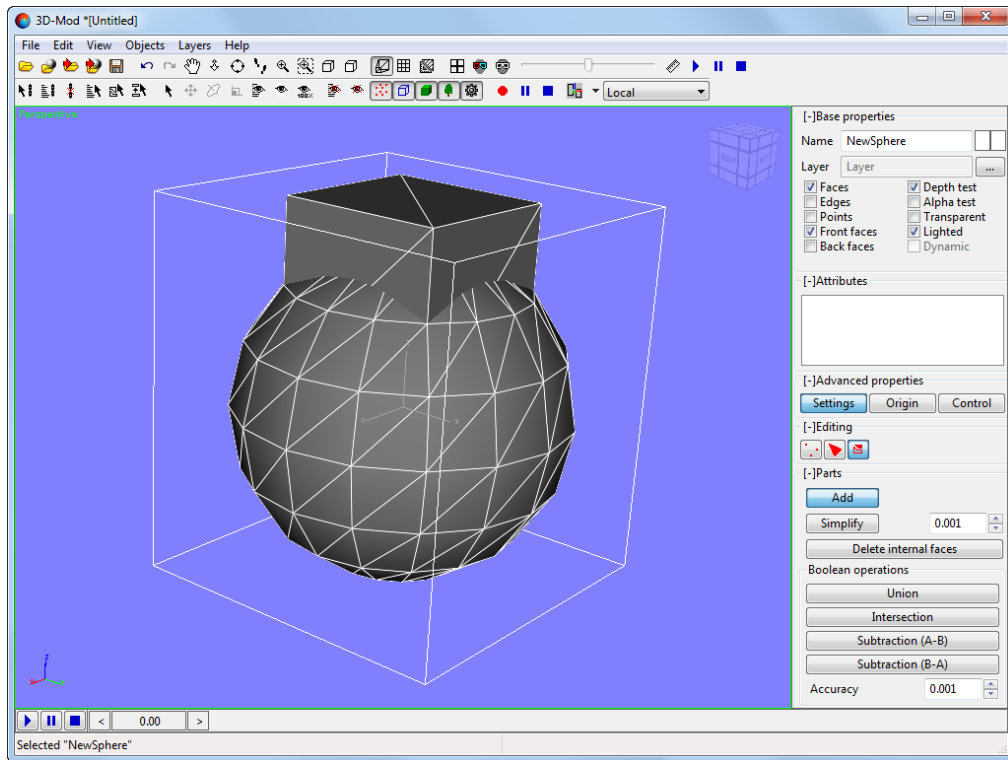 3D-Mod *[Untitled]
File Edit View Objects Layers Help
100%
Local
Perspective
RIGHT
[-]Base properties
Name NewSphere
Layer Layer ...
Faces Depth test
Edges Alpha test
Points Transparent
Front faces Lighted
Back faces Dynamic
[-]Attributes
[-]Advanced properties
Settings Origin Control
[-]Editing
[-]Parts
Add
Simplify 0.001
Delete internal faces
Boolean operations
Union
Intersection
Subtraction (A-B)
Subtraction (B-A)
Accuracy 0.001
< 0.00 >
Selected "NewSphere"